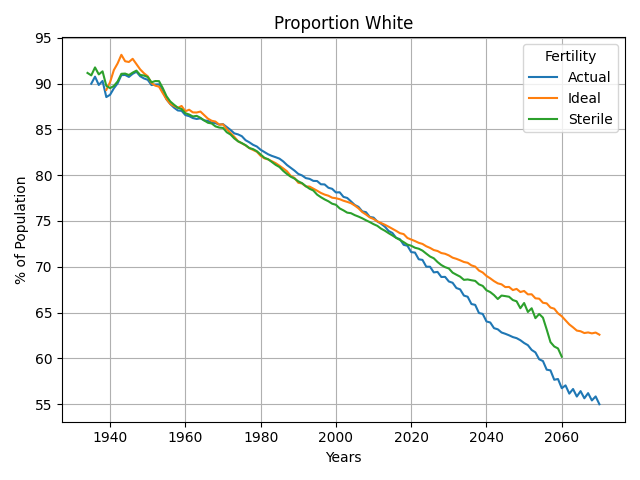 Proportion White
95
90
85
80
75
70
65
60
55
% of Population
Fertility
Actual
Ideal
Sterile
1940 1960 1980 2000 2020 2040 2060
Years